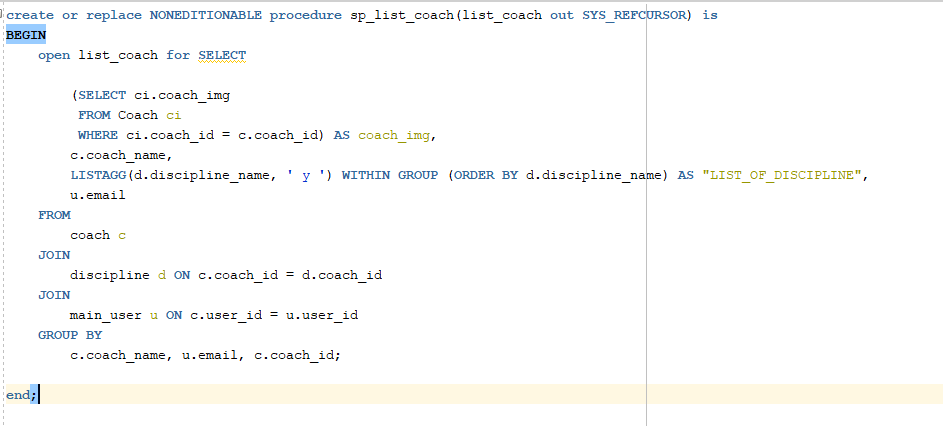 create or replace NONEDITIONABLE procedure sp_list_coach(list_coach out SYS_REFCURSOR) is
BEGIN
    open list_coach for SELECT

        (SELECT ci.coach_img
         FROM Coach ci
         WHERE ci.coach_id = c.coach_id) AS coach_img,
        c.coach_name,
        LISTAGG(d.discipline_name, ' y ') WITHIN GROUP (ORDER BY d.discipline_name) AS "LIST_OF_DISCIPLINE",
        u.email
    FROM
        coach c
    JOIN
        discipline d ON c.coach_id = d.coach_id
    JOIN
        main_user u ON c.user_id = u.user_id
    GROUP BY
        c.coach_name, u.email, c.coach_id;

end;